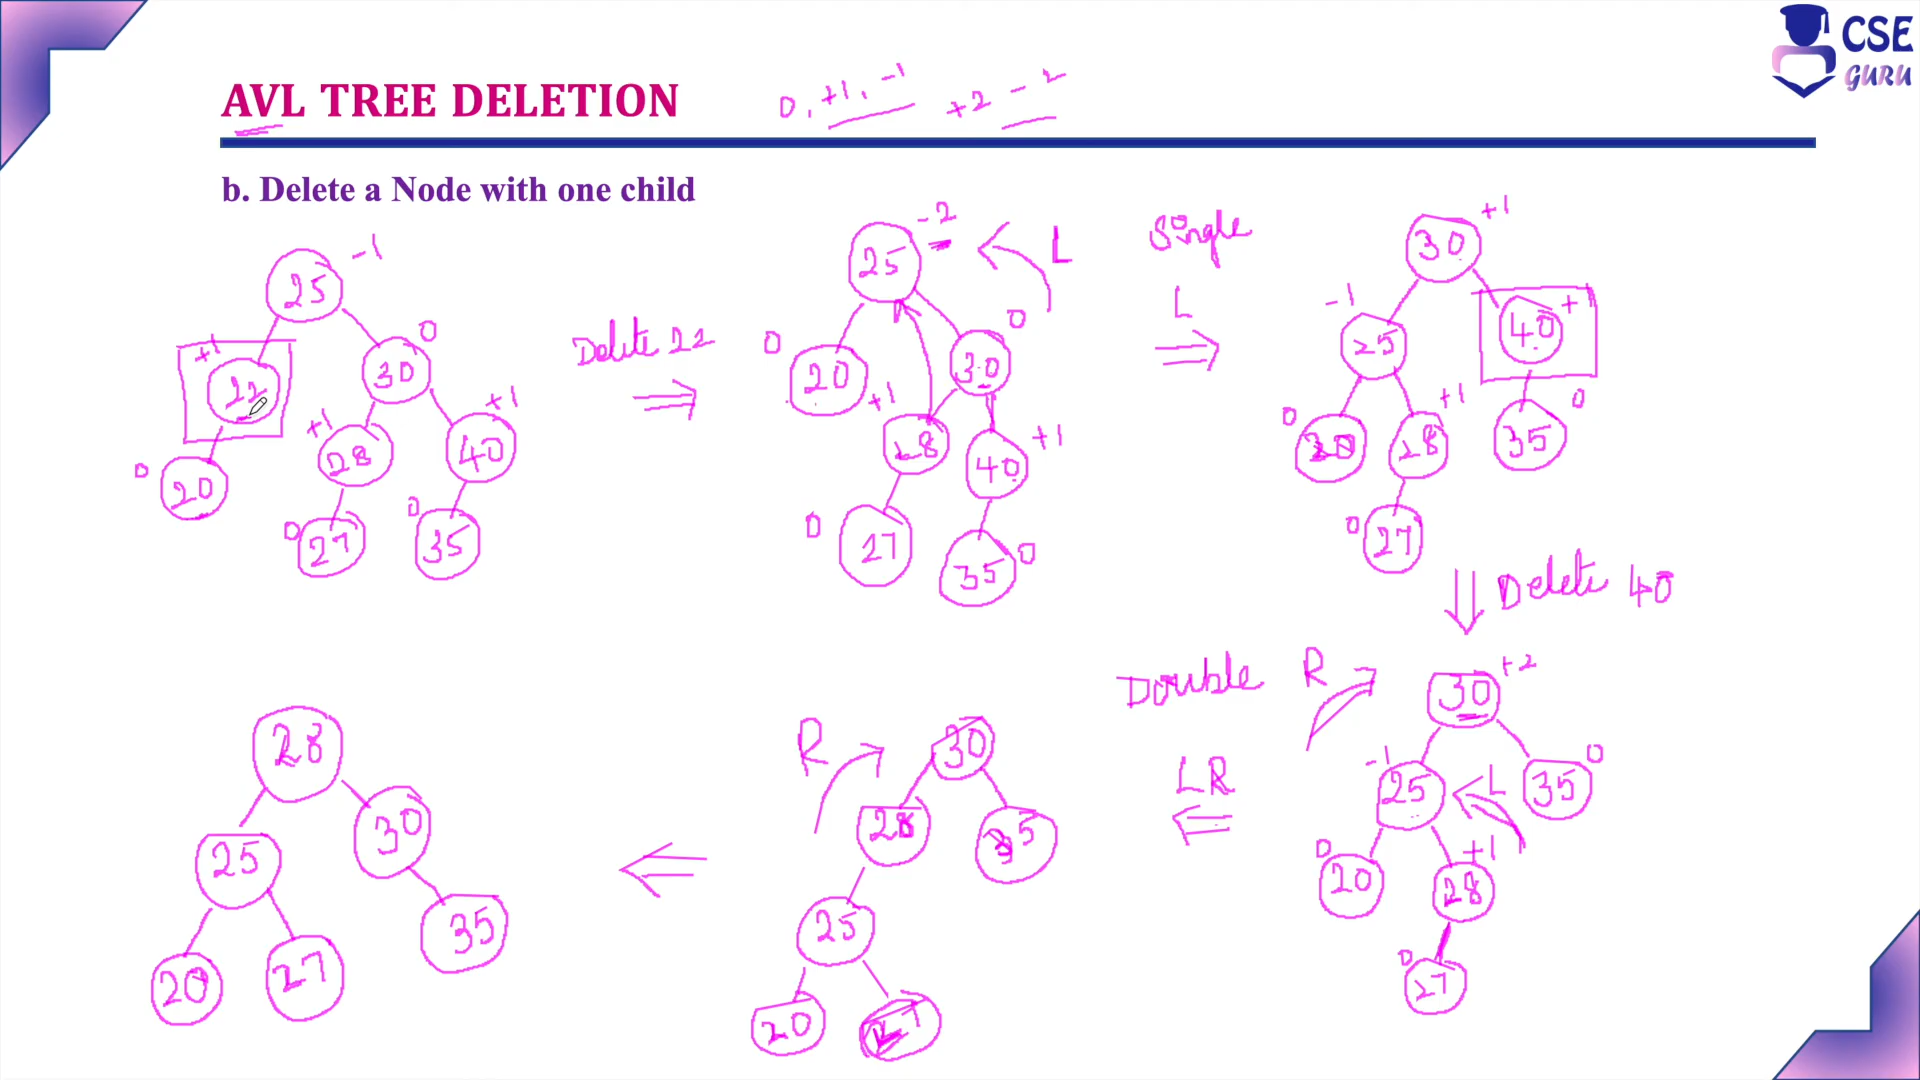 CSE
GURU
AVL TREE DELETION
0, +1, -1 +2 -2
b. Delete a Node with one child
25 -1
+1 22
30 0
+1 28
40 +1
0 20
0 27
0 35
Delete 22
25 -2
L
0 20
30 0
+1 28
40 +1
0 27
35 0
Single
L
30 +1
-1 25
40 +1
0 20
28 +1
35 0
0 27
Delete 40
30 +2
R
-1 25
L
35 0
0 20
28 +1
0 27
Double
LR
30
R
28
35
25
20
27
28
25
30
20
27
35